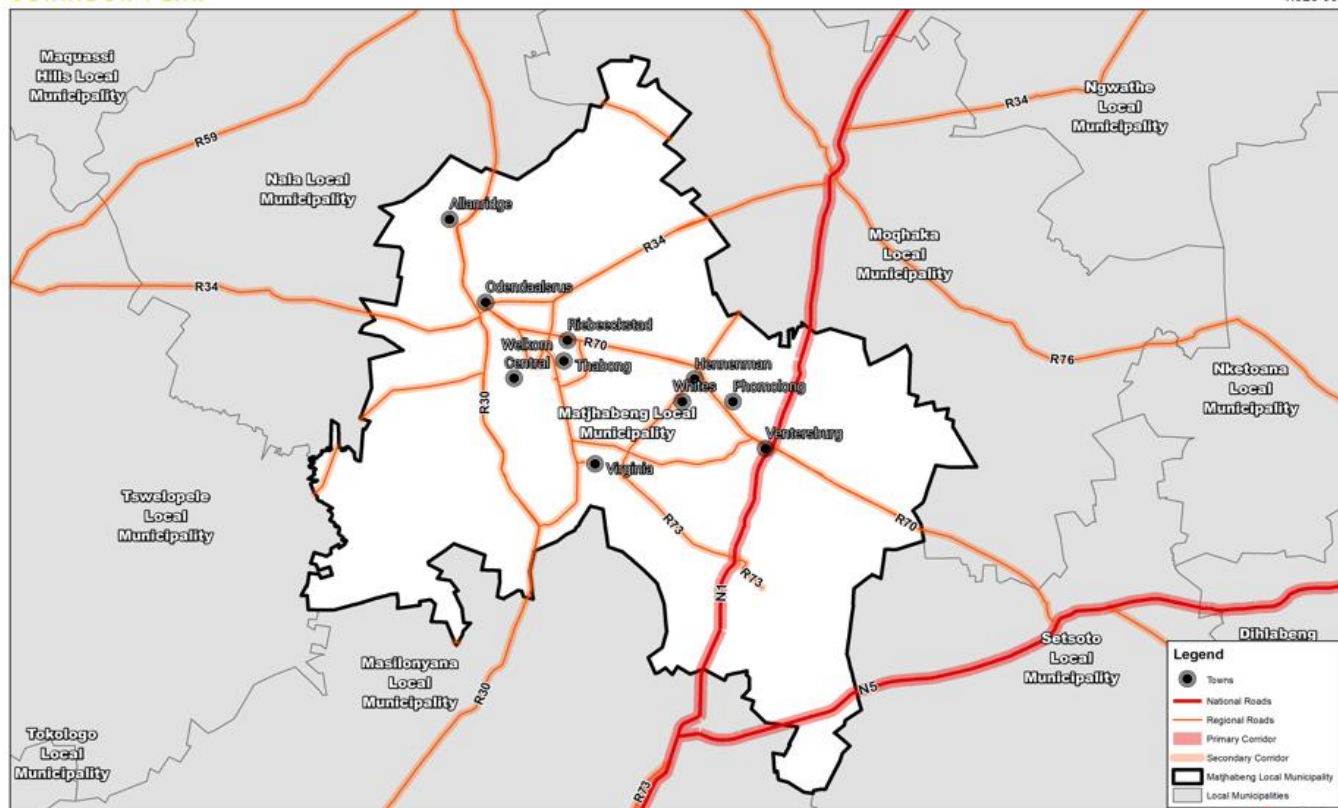 Maquassi
Hills Local
Municipality
Ngwathe
Local
Municipality
R34
R59
Nala Local
Municipality
Allanridge
Moqhaka
Local
Municipality
R34
R34
Odendaalsrus
Riebeeckstad
R70
Welkom
Central
Thabong
R76
Hennenman
Whites
Phomolong
Nketoana
Local
Municipality
R30
Matjhabeng Local
Municipality
Ventersburg
Virginia
Tswelopele
Local
Municipality
R73
R70
R73
N1
Setsoto
Local
Municipality
Dihlabeng
Masilonyana
Local
Municipality
R30
N5
Tokologo
Local
Municipality
R73
Legend
Towns
National Roads
Regional Roads
Primary Corridor
Secondary Corridor
Matjhabeng Local Municipality
Local Municipalities